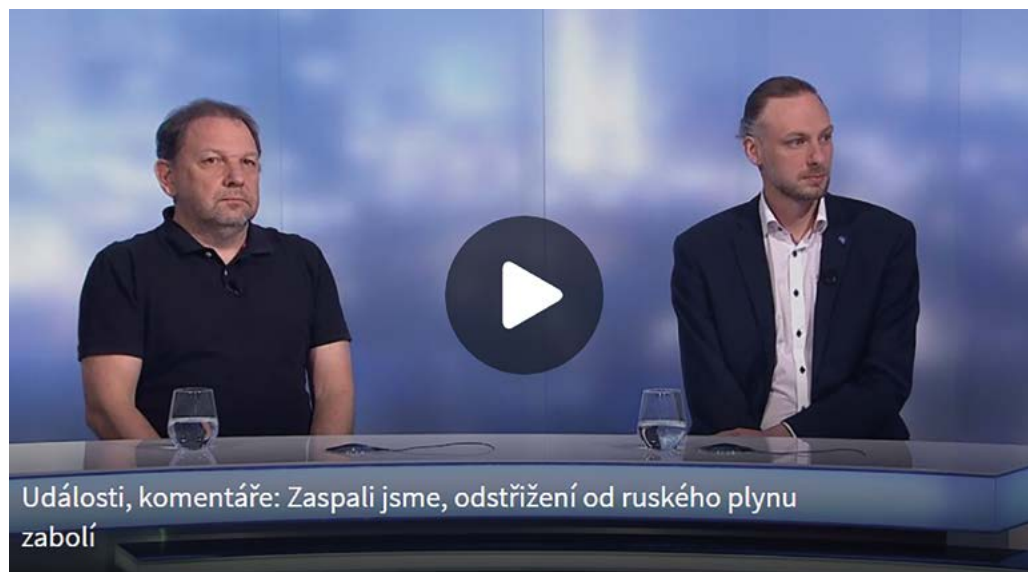 Události, komentáře: Zaspali jsme, odstřižení od ruského plynu
zabolí